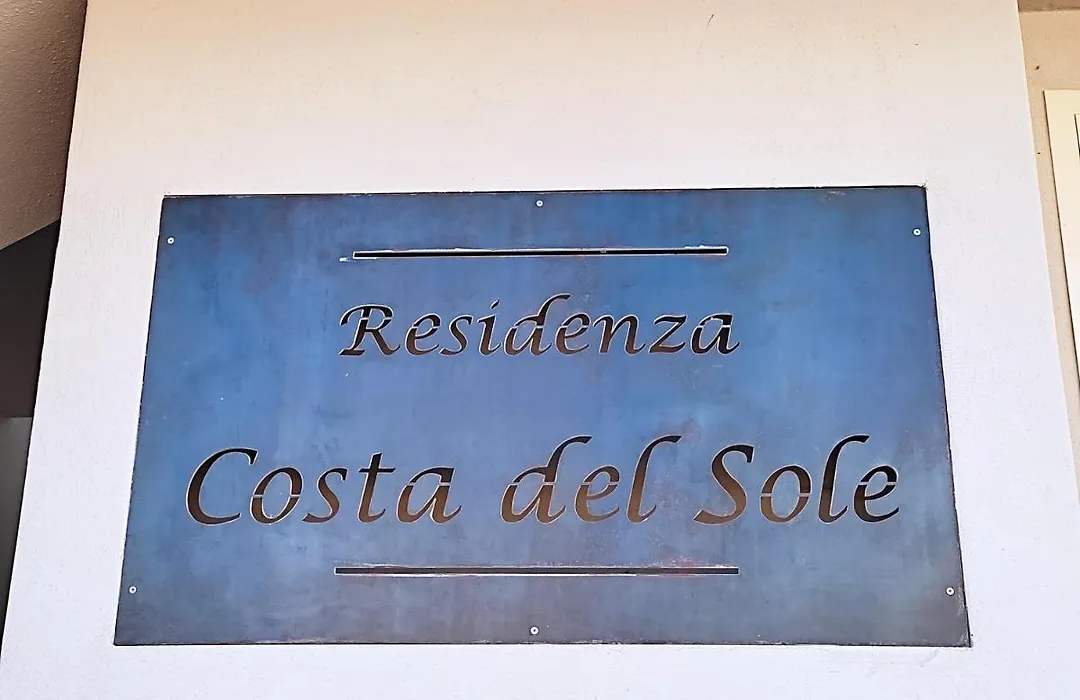 Residenza
Costa del Sole